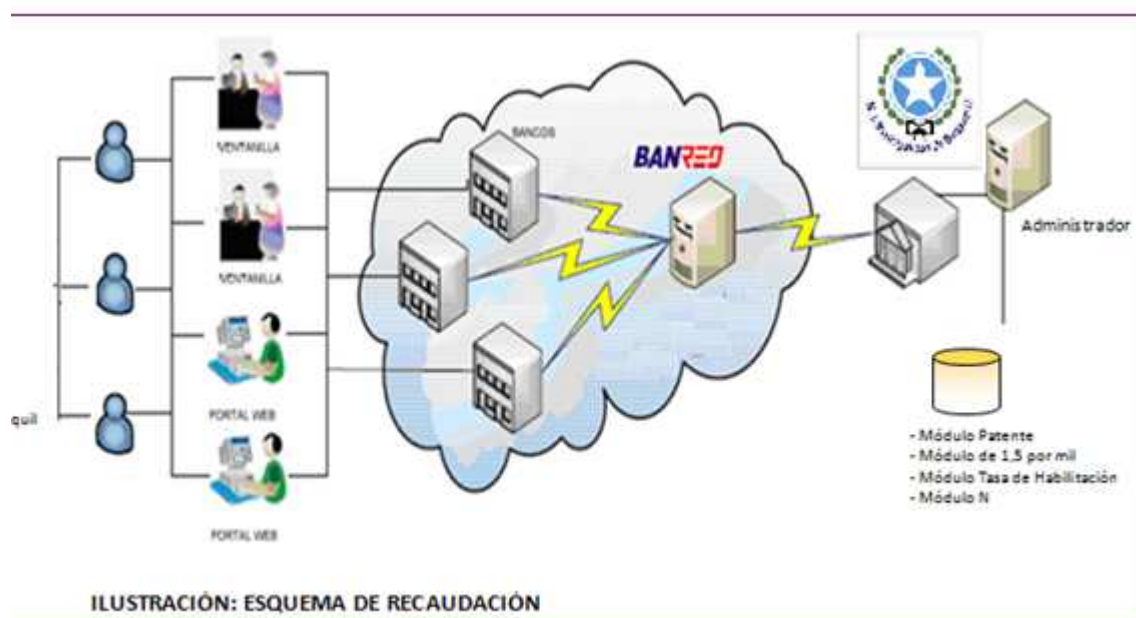 VENTANILLA
VENTANILLA
PORTAL WEB
PORTAL WEB
BANCOS
BANRED
Administrador
- Módulo Patente
- Módulo de 1,5 por mil
- Módulo Tasa de Habilitación
- Módulo N
quil
ILUSTRACIÓN: ESQUEMA DE RECAUDACIÓN